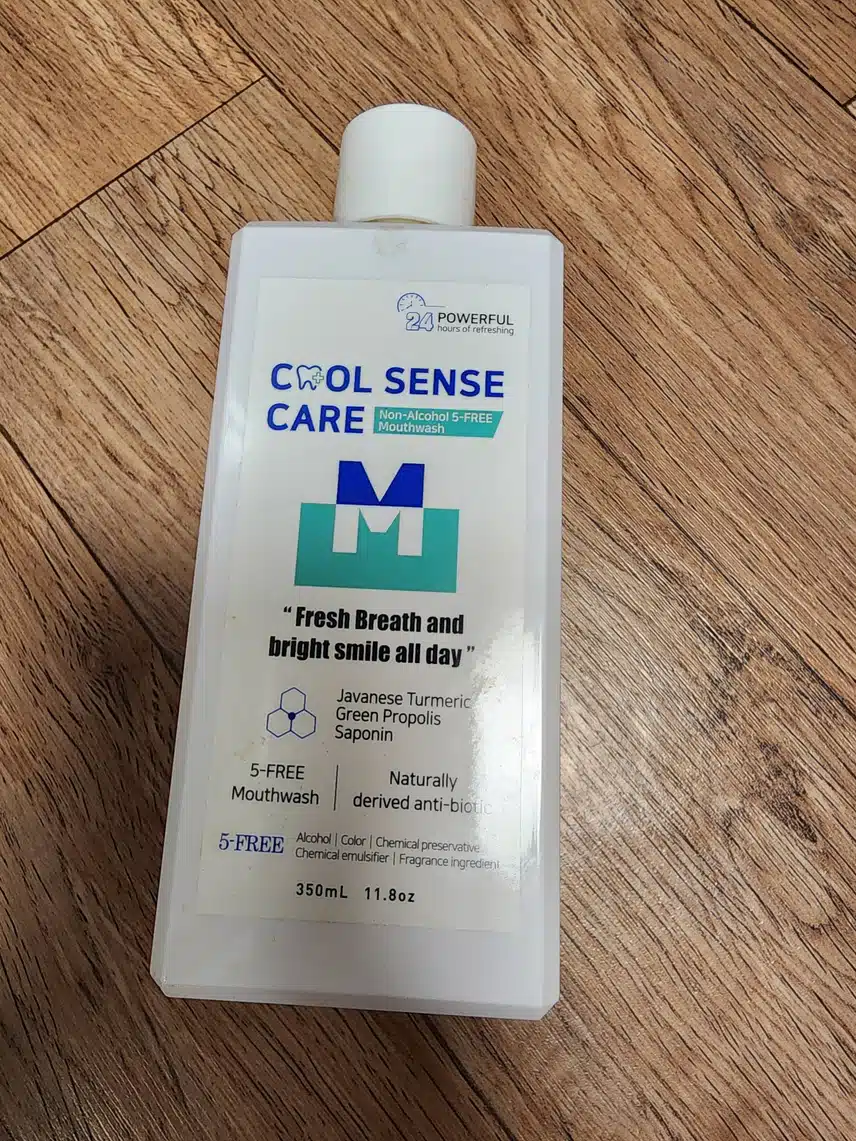 24 POWERFUL
hours of refreshing
COOL SENSE
CARE Non-Alcohol 5-FREE
Mouthwash
M
“ Fresh Breath and
bright smile all day ”
Javanese Turmeric
Green Propolis
Saponin
5-FREE
Mouthwash
Naturally
derived anti-biotic
5-FREE Alcohol | Color | Chemical preservative
Chemical emulsifier | Fragrance ingredient
350mL 11.8oz